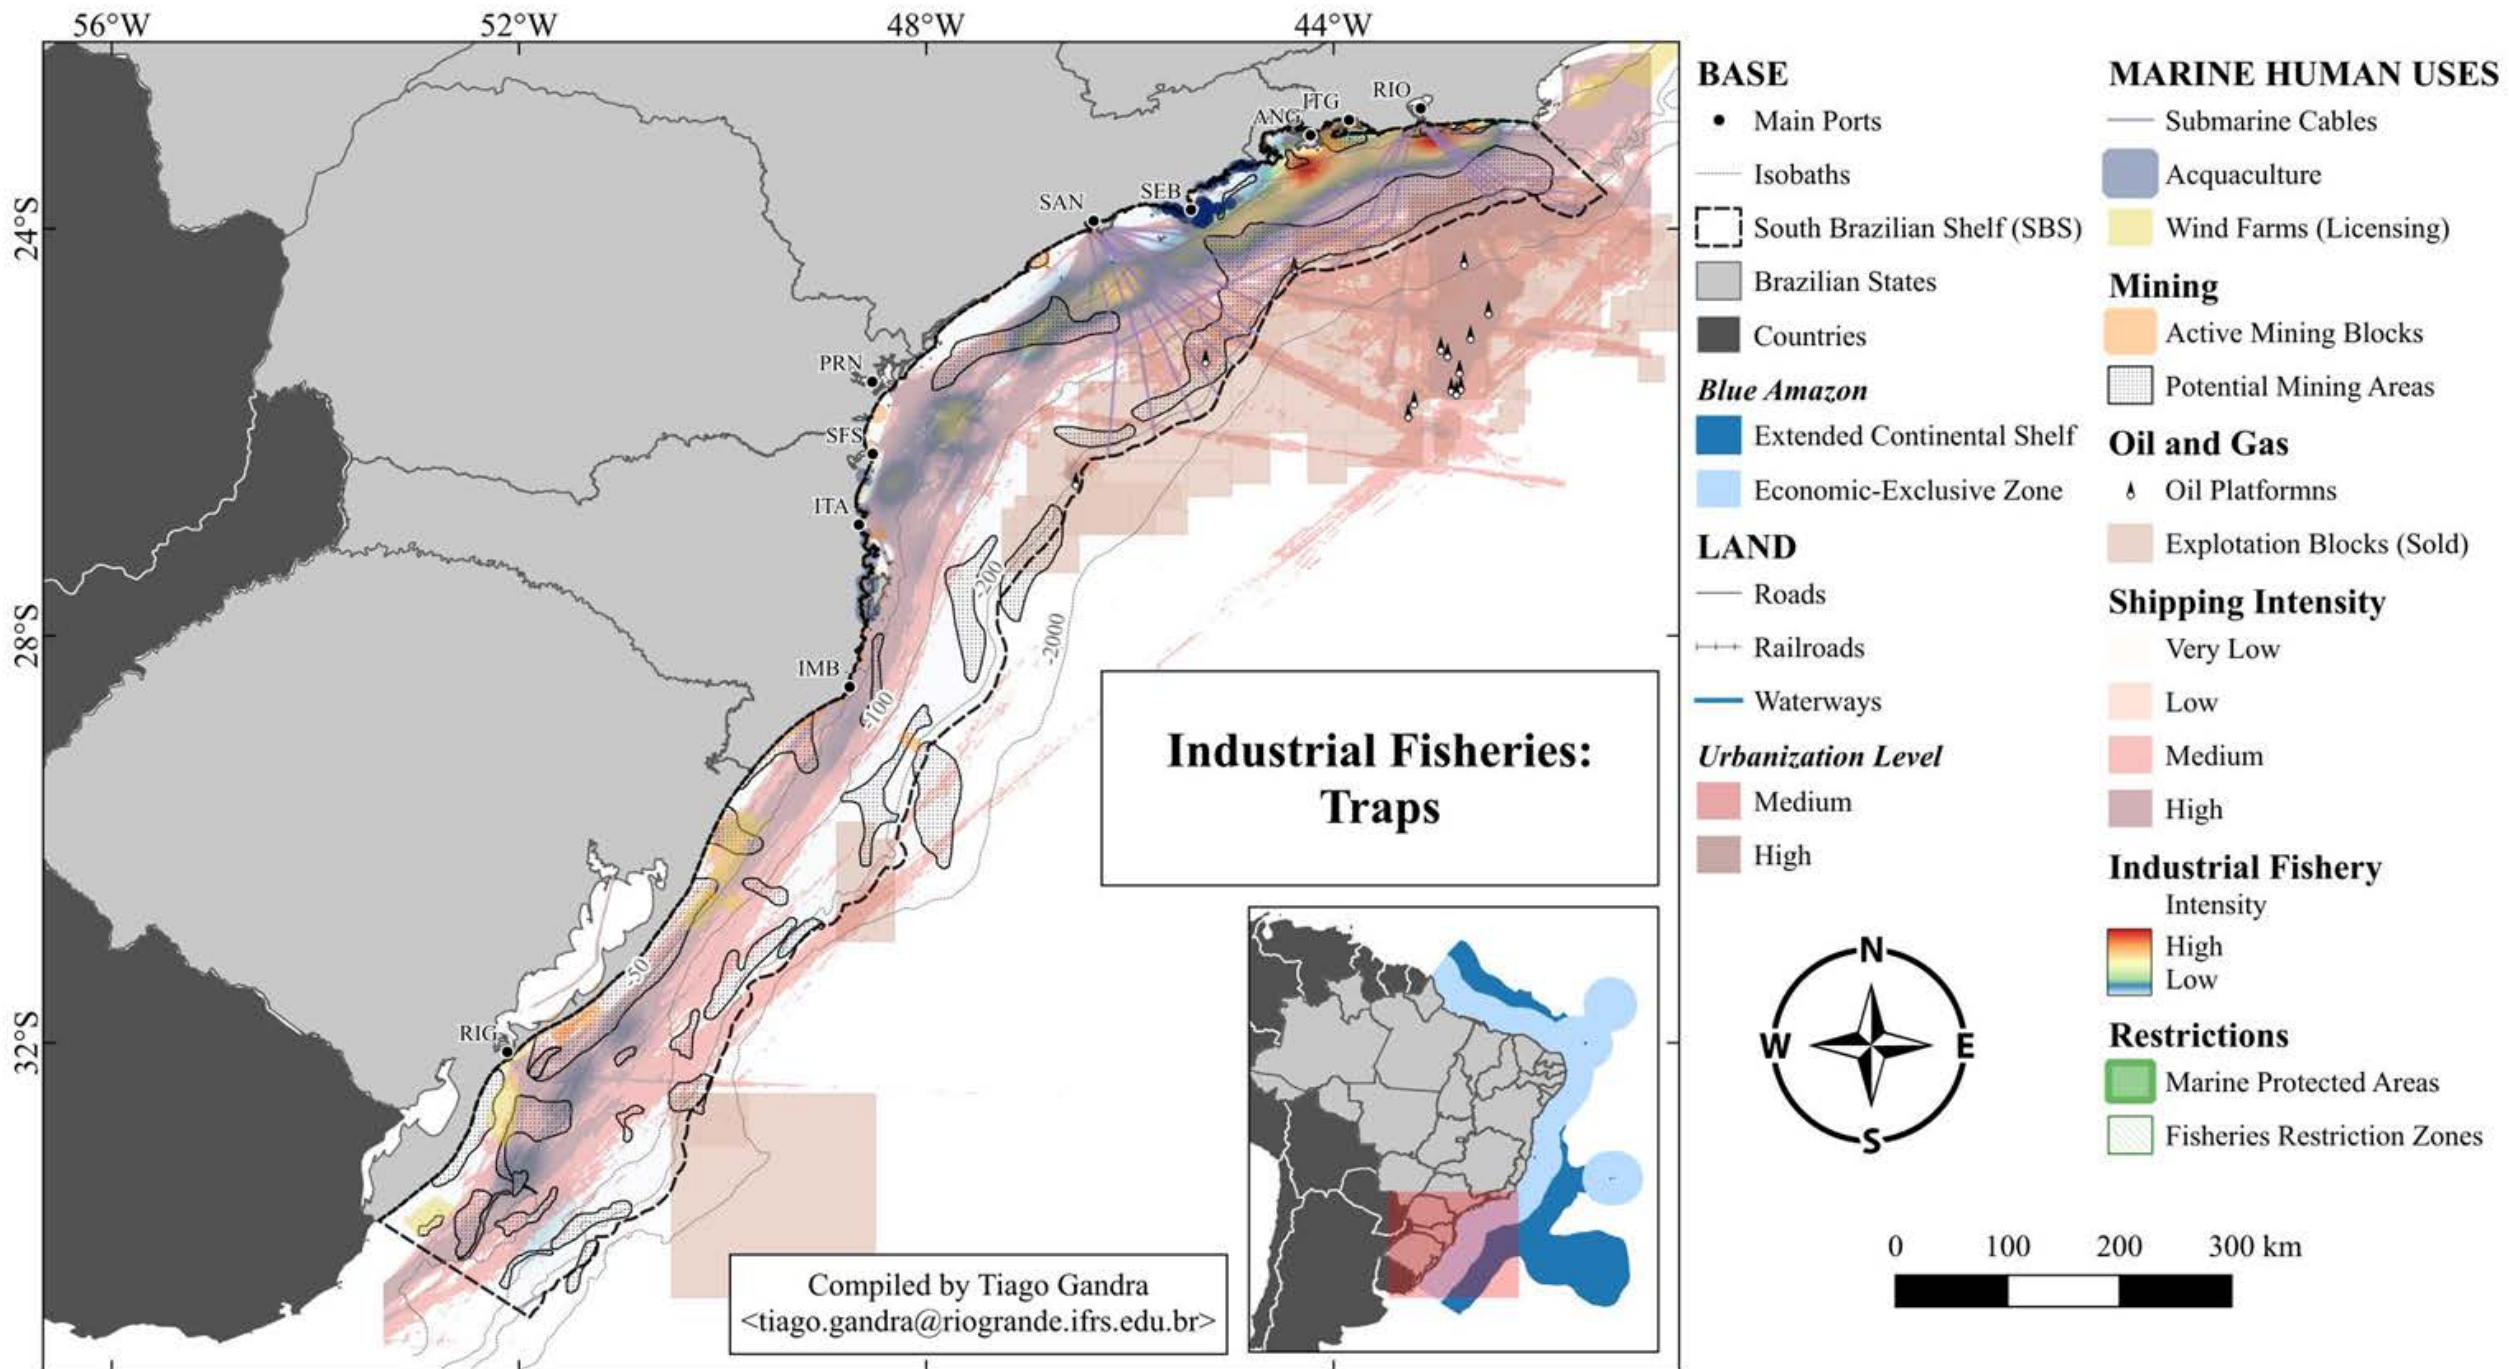 56°W
52°W
48°W
44°W
24°S
28°S
32°S
RIO
ITG
ANG
SEB
SAN
PRN
SFS
ITA
IMB
RIG
-200
-2000
-100
-50
Industrial Fisheries:
Traps
Compiled by Tiago Gandra
<tiago.gandra@riogrande.ifrs.edu.br>
BASE
Main Ports
Isobaths
South Brazilian Shelf (SBS)
Brazilian States
Countries
Blue Amazon
Extended Continental Shelf
Economic-Exclusive Zone
LAND
Roads
Railroads
Waterways
Urbanization Level
Medium
High
MARINE HUMAN USES
Submarine Cables
Acquaculture
Wind Farms (Licensing)
Mining
Active Mining Blocks
Potential Mining Areas
Oil and Gas
Oil Platformns
Explotation Blocks (Sold)
Shipping Intensity
Very Low
Low
Medium
High
Industrial Fishery
Intensity
High
Low
Restrictions
Marine Protected Areas
Fisheries Restriction Zones
N
W
E
S
0 100 200 300 km